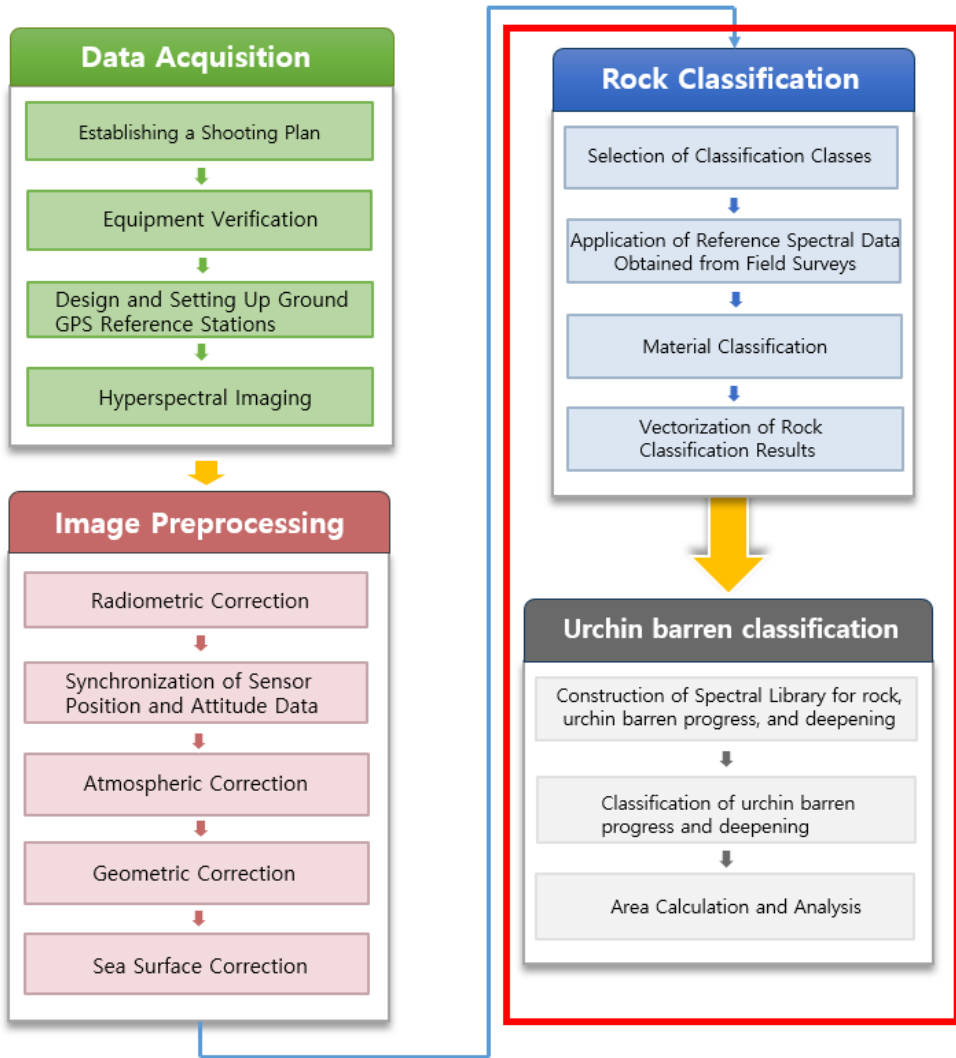 Data Acquisition
Establishing a Shooting Plan
Equipment Verification
Design and Setting Up Ground
GPS Reference Stations
Hyperspectral Imaging
Image Preprocessing
Radiometric Correction
Synchronization of Sensor
Position and Attitude Data
Atmospheric Correction
Geometric Correction
Sea Surface Correction
Rock Classification
Selection of Classification Classes
Application of Reference Spectral Data
Obtained from Field Surveys
Material Classification
Vectorization of Rock
Classification Results
Urchin barren classification
Construction of Spectral Library for rock,
urchin barren progress, and deepening
Classification of urchin barren
progress and deepening
Area Calculation and Analysis